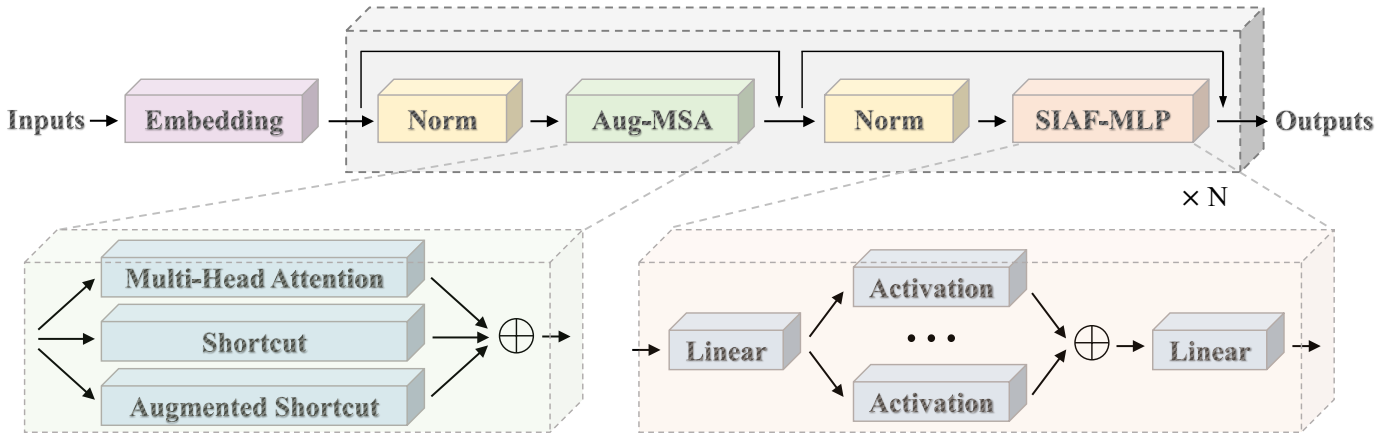 Inputs
Embedding
Norm
Aug-MSA
Norm
SIAF-MLP
Outputs
× N
Multi-Head Attention
Shortcut
Augmented Shortcut
Linear
Activation
• • •
Activation
Linear